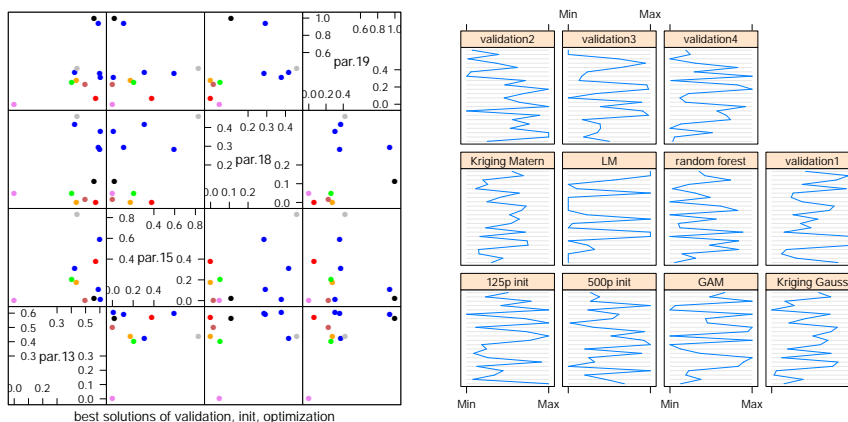 1.0
0.8
0.6
0.6 0.8 1.0
par.19
0.4
0.2
0.0
0.0 0.2 0.4
0.4
0.3
0.2
0.2 0.3 0.4
par.18
0.2
0.1
0.0
0.0 0.1 0.2
0.8
0.6
0.4
0.4 0.6 0.8
par.15
0.4
0.2
0.0
0.0 0.2 0.4
0.6
0.5
0.4
0.3
0.3 0.5
par.13
0.3
0.2
0.1
0.0
0.0 0.2
best solutions of validation, init, optimization
Min Max
validation2 validation3 validation4
Kriging Matern LM random forest validation1
125p init 500p init GAM Kriging Gauss
Min Max Min Max